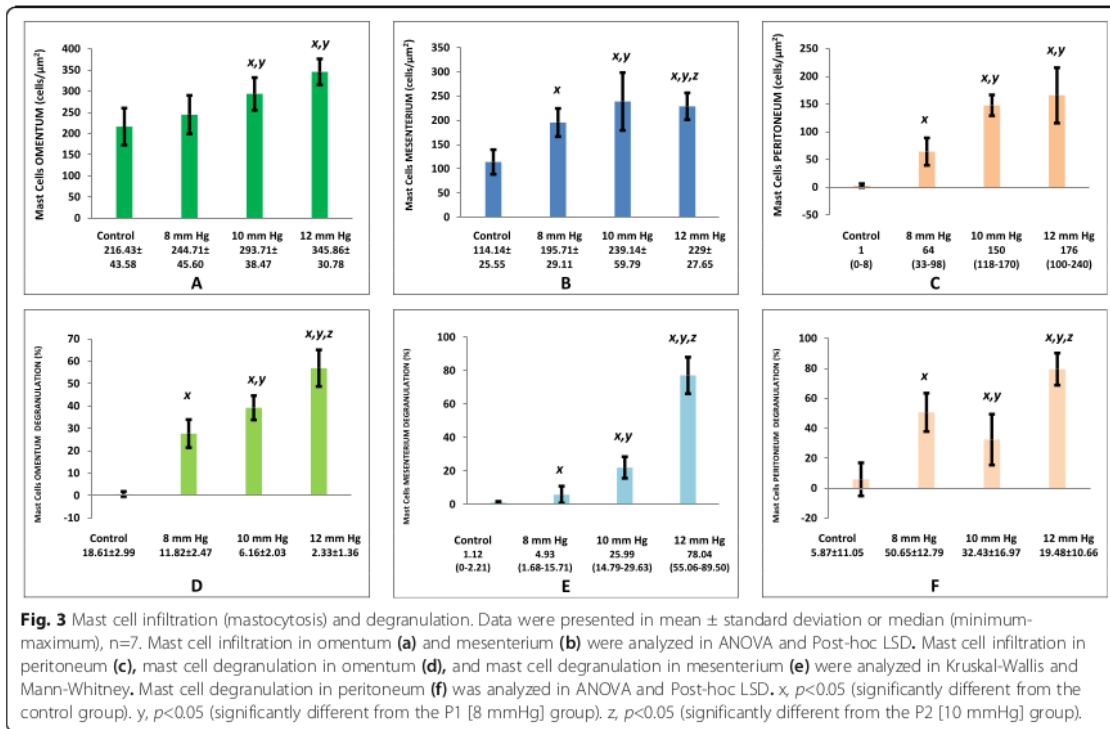 Mast Cells OMENTUM (cells/µm²)
400
350
300
250
200
150
100
50
0
x,y
x,y
Control 8 mm Hg 10 mm Hg 12 mm Hg
216.43± 244.71± 293.71± 345.86±
43.58 45.60 38.47 30.78
A
Mast Cells MESENTERIUM (cells/µm²)
350
300
250
200
150
100
50
0
x
x,y
x,y,z
Control 8 mm Hg 10 mm Hg 12 mm Hg
114.14± 195.71± 239.14± 229±
25.55 29.11 59.79 27.65
B
Mast Cells PERITONEUM (cells/µm²)
250
200
150
100
50
0
-50
x
x,y
x,y
Control 8 mm Hg 10 mm Hg 12 mm Hg
1 64 150 176
(0-8) (33-98) (118-170) (100-240)
C
Mast Cells OMENTUM DEGRANULATION (%)
70
60
50
40
30
20
10
0
-10
x
x,y
x,y,z
Control 8 mm Hg 10 mm Hg 12 mm Hg
18.61±2.99 11.82±2.47 6.16±2.03 2.33±1.36
D
Mast Cells MESENTERIUM DEGRANULATION (%)
100
80
60
40
20
0
x
x,y
x,y,z
Control 8 mm Hg 10 mm Hg 12 mm Hg
1.12 4.93 25.99 78.04
(0-2.21) (1.68-15.71) (14.79-29.63) (55.06-89.50)
E
Mast Cells PERITONEUM DEGRANULATION (%)
100
80
60
40
20
0
-20
x
x,y
x,y,z
Control 8 mm Hg 10 mm Hg 12 mm Hg
5.87±11.05 50.65±12.79 32.43±16.97 19.48±10.66
F
Fig. 3 Mast cell infiltration (mastocytosis) and degranulation. Data were presented in mean ± standard deviation or median (minimum-
maximum), n=7. Mast cell infiltration in omentum (a) and mesenterium (b) were analyzed in ANOVA and Post-hoc LSD. Mast cell infiltration in
peritoneum (c), mast cell degranulation in omentum (d), and mast cell degranulation in mesenterium (e) were analyzed in Kruskal-Wallis and
Mann-Whitney. Mast cell degranulation in peritoneum (f) was analyzed in ANOVA and Post-hoc LSD. x, p<0.05 (significantly different from the
control group). y, p<0.05 (significantly different from the P1 [8 mmHg] group). z, p<0.05 (significantly different from the P2 [10 mmHg] group).